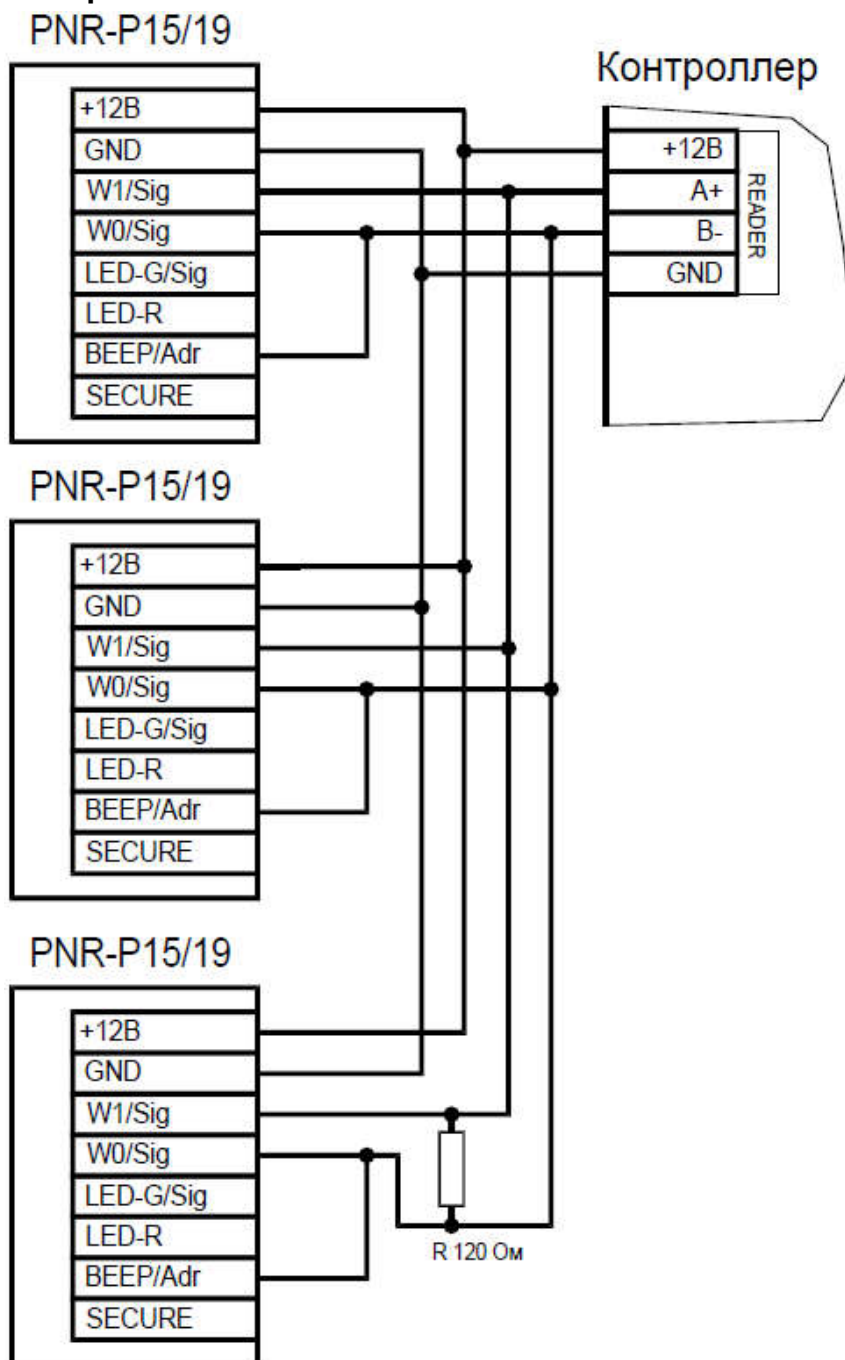 PNR-P15/19
+12В
GND
W1/Sig
W0/Sig
LED-G/Sig
LED-R
BEEP/Adr
SECURE
Контроллер
+12В
A+
B-
GND
READER
PNR-P15/19
+12В
GND
W1/Sig
W0/Sig
LED-G/Sig
LED-R
BEEP/Adr
SECURE
PNR-P15/19
+12В
GND
W1/Sig
W0/Sig
LED-G/Sig
LED-R
BEEP/Adr
SECURE
R 120 Ом